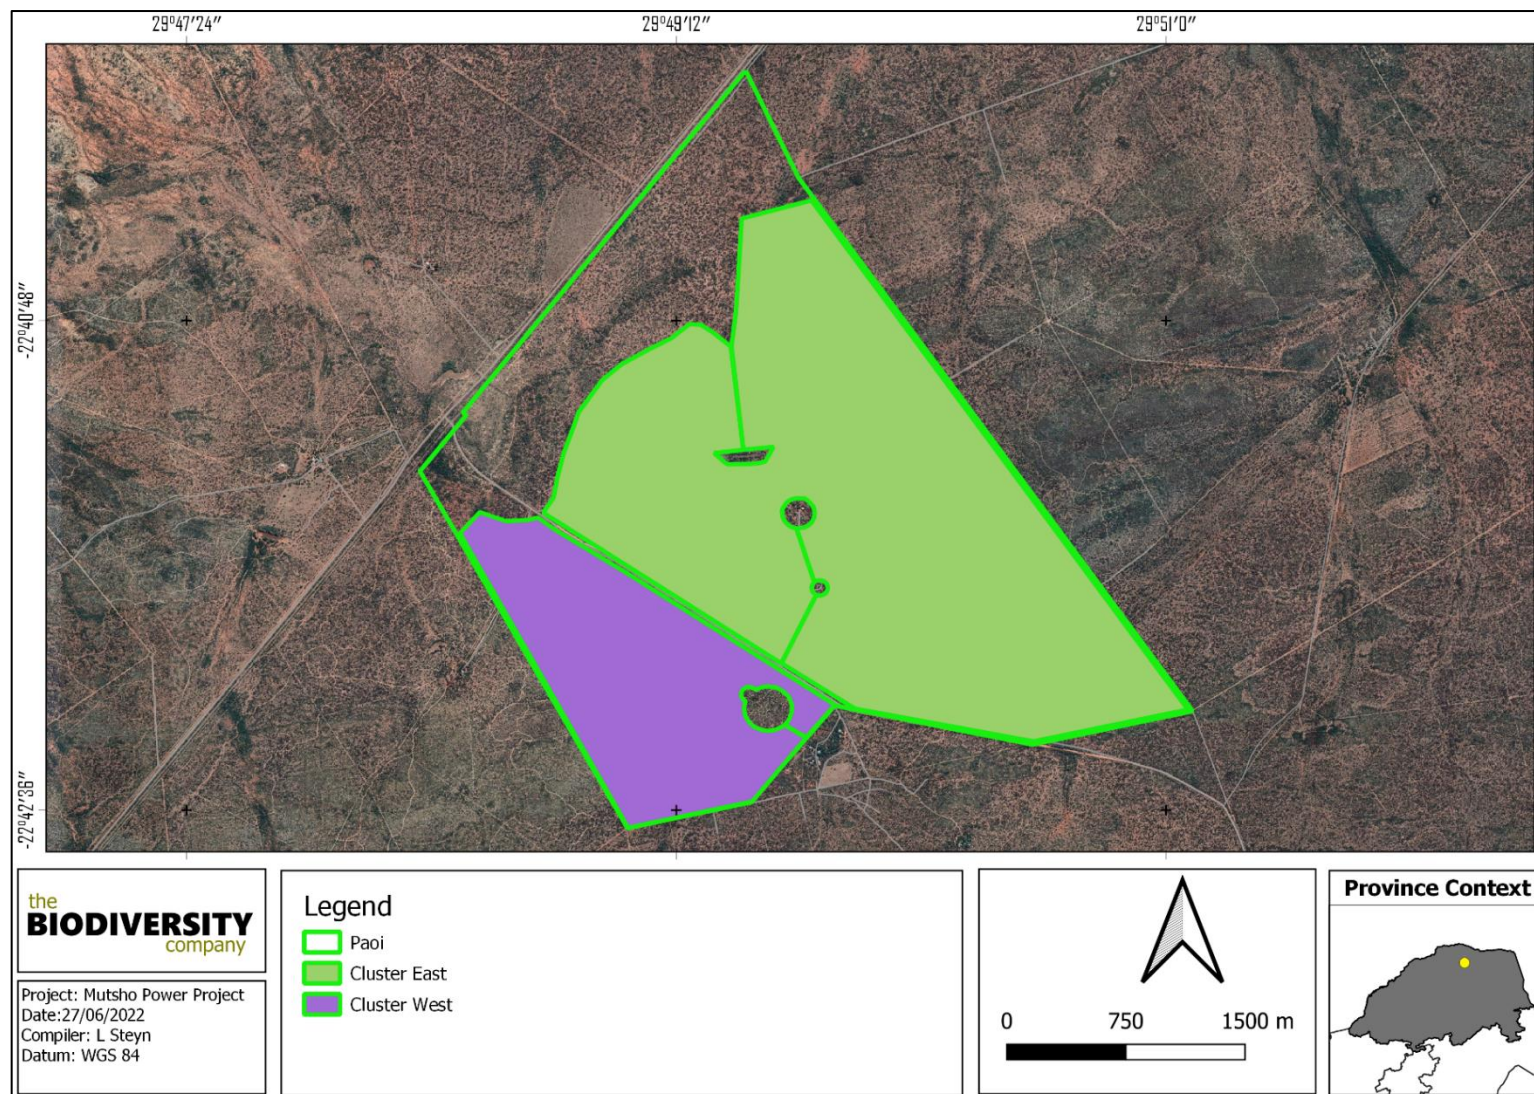 29°47'24"
29°49'12"
29°51'0"
-22°40'48"
-22°42'36"
the
BIODIVERSITY
company
Project: Mutsho Power Project
Date:27/06/2022
Compiler: L Steyn
Datum: WGS 84
Legend
Paoi
Cluster East
Cluster West
0 750 1500 m
Province Context